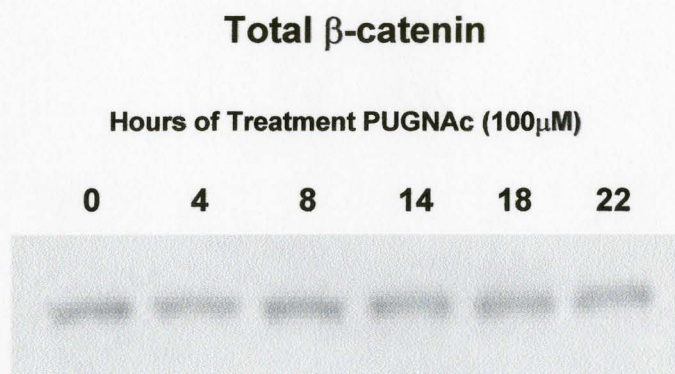 Total β-catenin
Hours of Treatment PUGNAc (100μM)
0 4 8 14 18 22